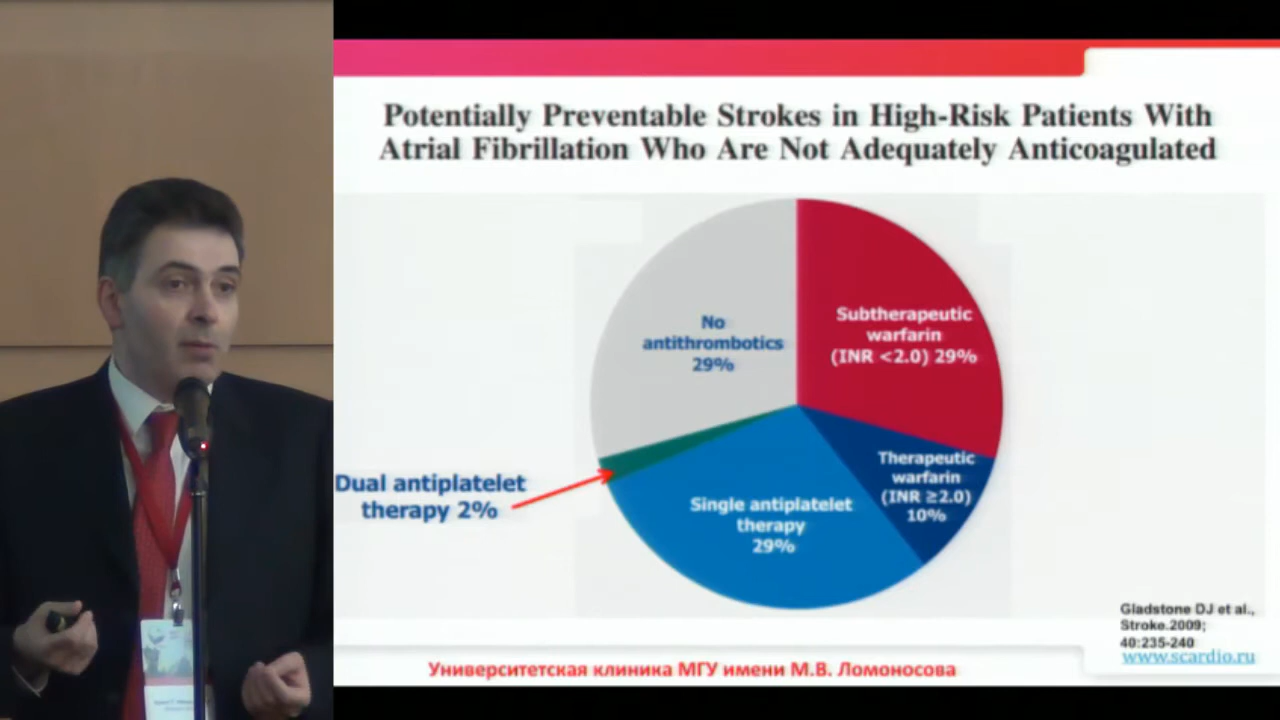 Potentially Preventable Strokes in High-Risk Patients With
Atrial Fibrillation Who Are Not Adequately Anticoagulated
No
antithrombotics
29%
Subtherapeutic
warfarin
(INR <2.0) 29%
Therapeutic
warfarin
(INR ≥2.0)
10%
Single antiplatelet
therapy
29%
Dual antiplatelet
therapy 2%
Gladstone DJ et al.,
Stroke.2009;
40:235-240
www.scardio.ru
Университетская клиника МГУ имени М.В. Ломоносова